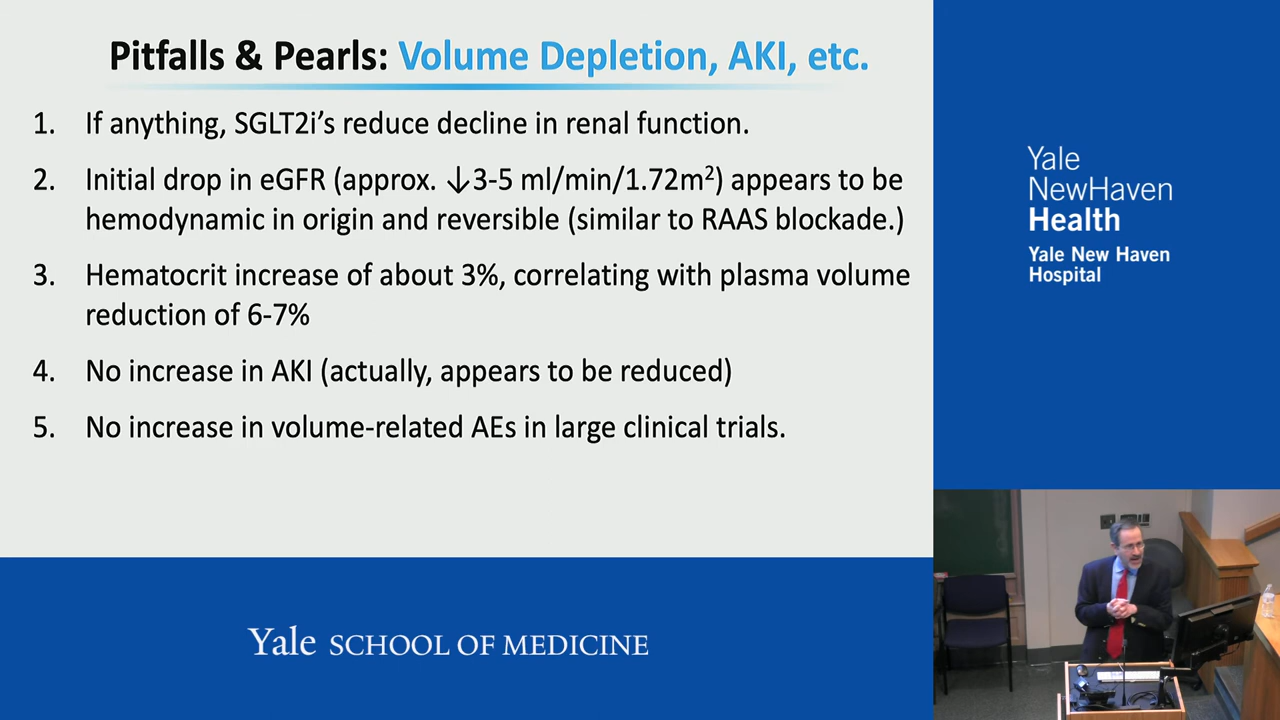 Pitfalls & Pearls: Volume Depletion, AKI, etc.
1. If anything, SGLT2i’s reduce decline in renal function.
2. Initial drop in eGFR (approx. ↓3-5 ml/min/1.72m²) appears to be
hemodynamic in origin and reversible (similar to RAAS blockade.)
3. Hematocrit increase of about 3%, correlating with plasma volume
reduction of 6-7%
4. No increase in AKI (actually, appears to be reduced)
5. No increase in volume-related AEs in large clinical trials.
Yale
NewHaven
Health
Yale New Haven
Hospital
Yale SCHOOL OF MEDICINE